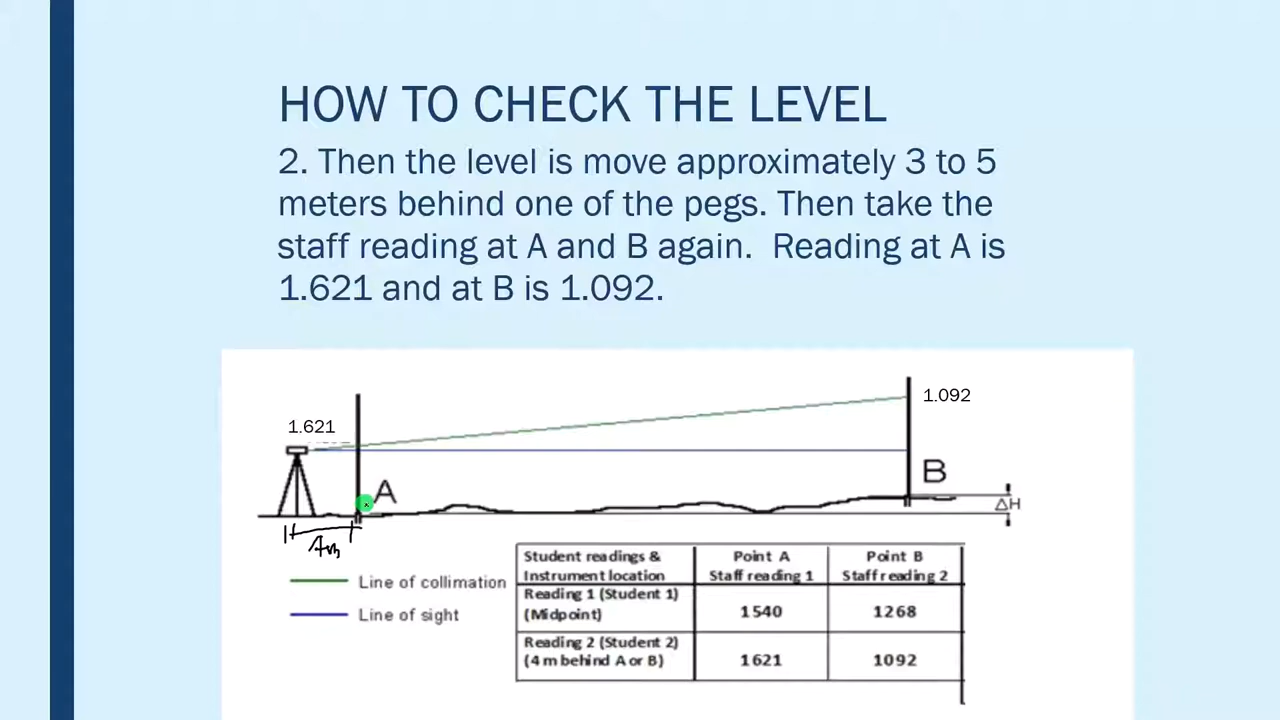 HOW TO CHECK THE LEVEL
2. Then the level is move approximately 3 to 5
meters behind one of the pegs. Then take the
staff reading at A and B again.  Reading at A is
1.621 and at B is 1.092.
1.092
1.621
B
A
ΔH
4m
Line of collimation
Line of sight
Student readings & Point A Point B
Instrument location Staff reading 1 Staff reading 2
Reading 1 (Student 1)
(Midpoint) 1540 1268
Reading 2 (Student 2)
(4 m behind A or B) 1621 1092